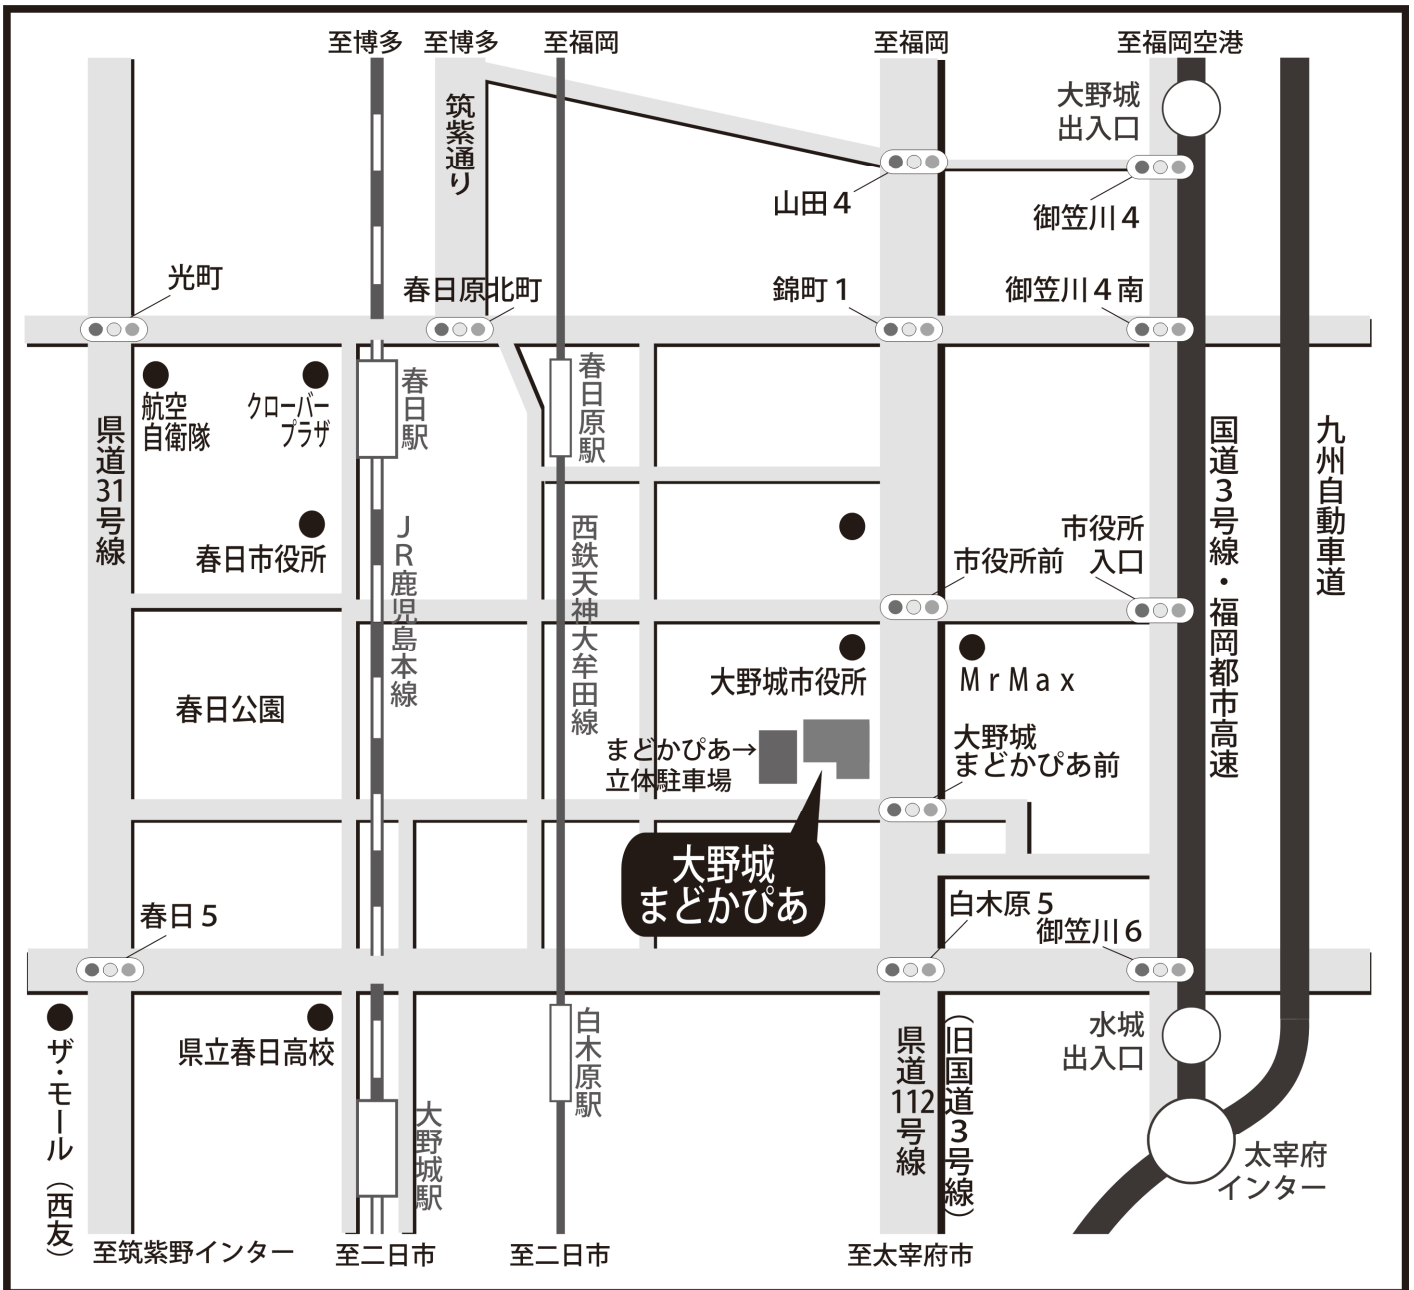 至博多
至博多
至福岡
至福岡
至福岡空港
筑紫通り
大野城
出入口
山田4
御笠川4
光町
春日原北町
錦町1
御笠川4南
航空
自衛隊
クローバー
プラザ
春日駅
春日原駅
県道31号線
国道3号線・福岡都市高速
九州自動車道
春日市役所
JR鹿児島本線
西鉄天神大牟田線
市役所前
市役所
入口
春日公園
大野城市役所
MrMax
まどかぴあ→
立体駐車場
大野城
まどかぴあ前
大野城
まどかぴあ
春日5
白木原5
御笠川6
ザ・モール（西友）
県立春日高校
大野城駅
白木原駅
県道112号線
（旧国道3号線）
水城
出入口
太宰府
インター
至筑紫野インター
至二日市
至二日市
至太宰府市